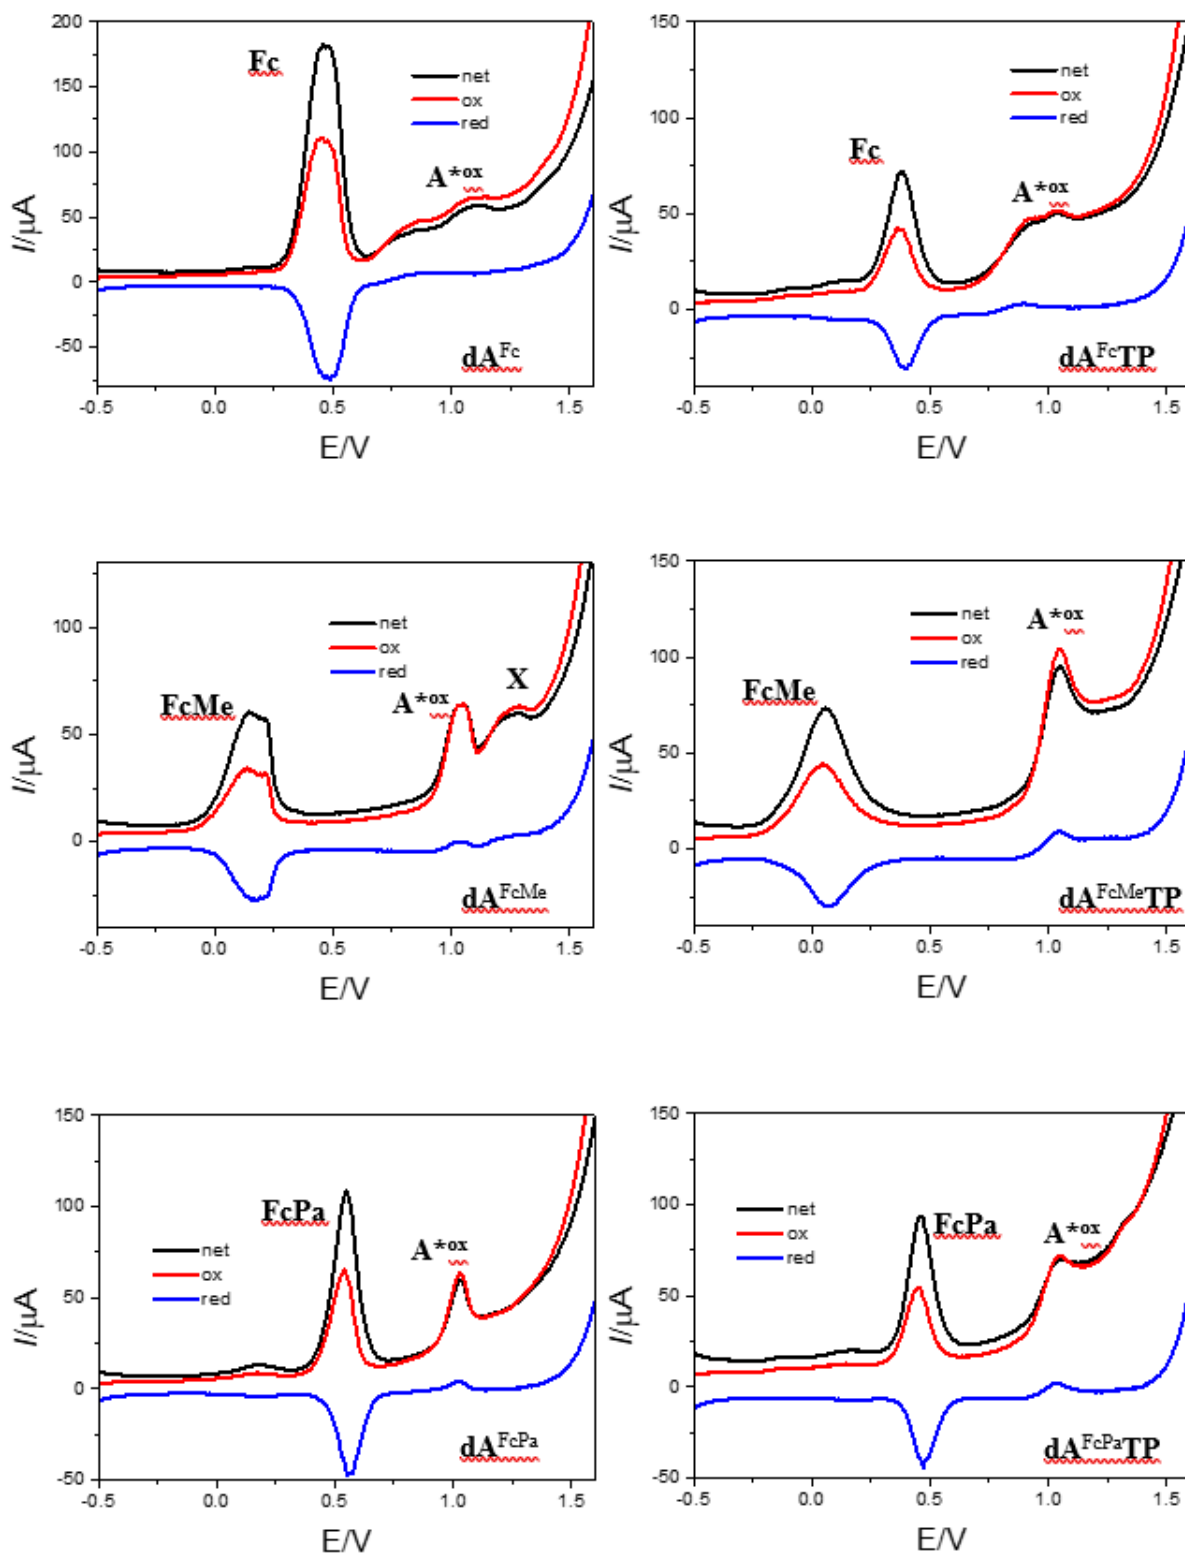 200
150
100
50
0
-50
I/µA
Fc
net
ox
red
A*ox
dAFc
-0.5 0.0 0.5 1.0 1.5
E/V
150
100
50
0
I/µA
Fc
net
ox
red
A*ox
dAFcTP
-0.5 0.0 0.5 1.0 1.5
E/V
100
50
0
I/µA
FcMe
net
ox
red
A*ox
X
dAFcMe
-0.5 0.0 0.5 1.0 1.5
E/V
150
100
50
0
I/µA
FcMe
net
ox
red
A*ox
dAFcMeTP
-0.5 0.0 0.5 1.0 1.5
E/V
150
100
50
0
-50
I/µA
FcPa
net
ox
red
A*ox
dAFcPa
-0.5 0.0 0.5 1.0 1.5
E/V
150
100
50
0
-50
I/µA
net
ox
red
FcPa
A*ox
dAFcPaTP
-0.5 0.0 0.5 1.0 1.5
E/V